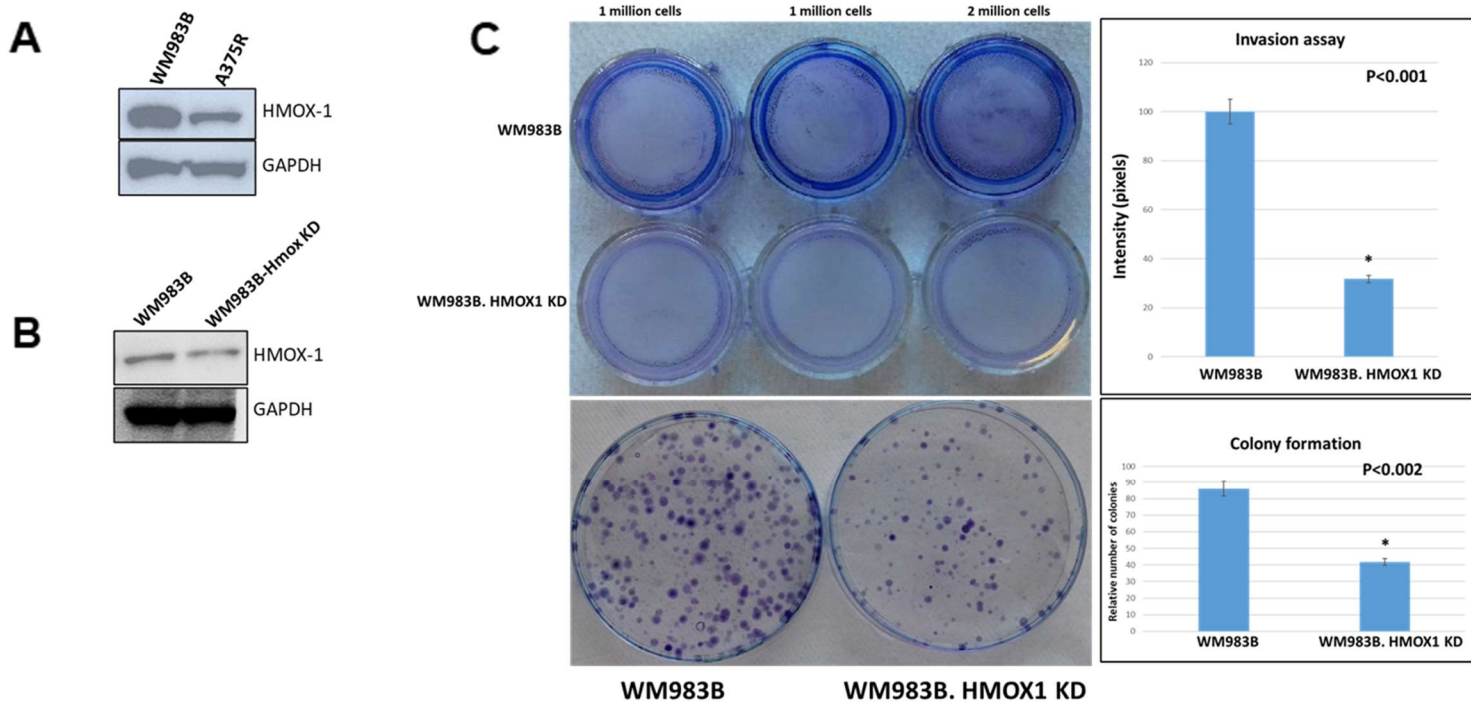 A
WM983B
A375R
HMOX-1
GAPDH
B
WM983B
WM983B-Hmox KD
HMOX-1
GAPDH
C
1 million cells
1 million cells
2 million cells
WM983B
WM983B. HMOX1 KD
WM983B
WM983B. HMOX1 KD
Invasion assay
P<0.001
Intensity (pixels)
120
100
80
60
40
20
0
*
WM983B
WM983B. HMOX1 KD
Colony formation
P<0.002
Relative number of colonies
100
90
80
70
60
50
40
30
20
10
0
*
WM983B
WM983B. HMOX1 KD